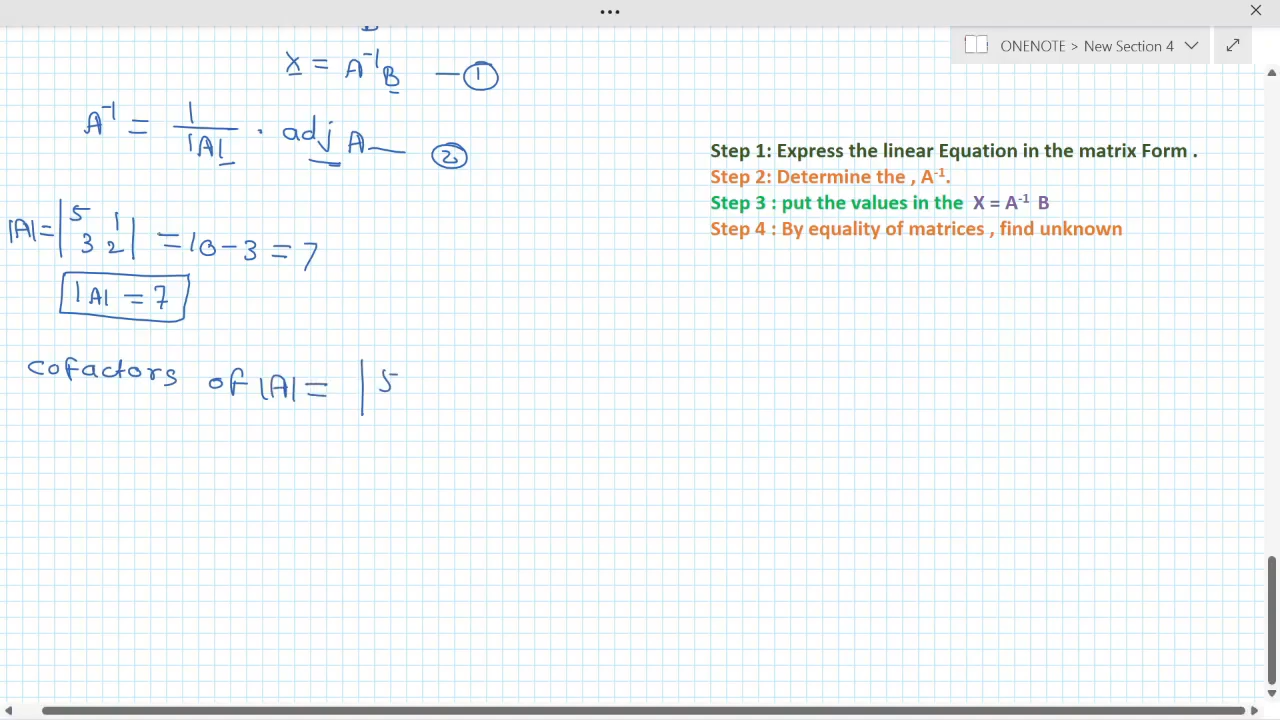 ONENOTE > New Section 4
X = A⁻¹B — ①
A⁻¹ = 1/|A| · adj A — ②
Step 1: Express the linear Equation in the matrix Form .
Step 2: Determine the , A⁻¹.
Step 3 : put the values in the X = A⁻¹ B
Step 4 : By equality of matrices , find unknown
|A| = |5 1
3 2| = 10 - 3 = 7
|A| = 7
cofactors of |A| = | 5